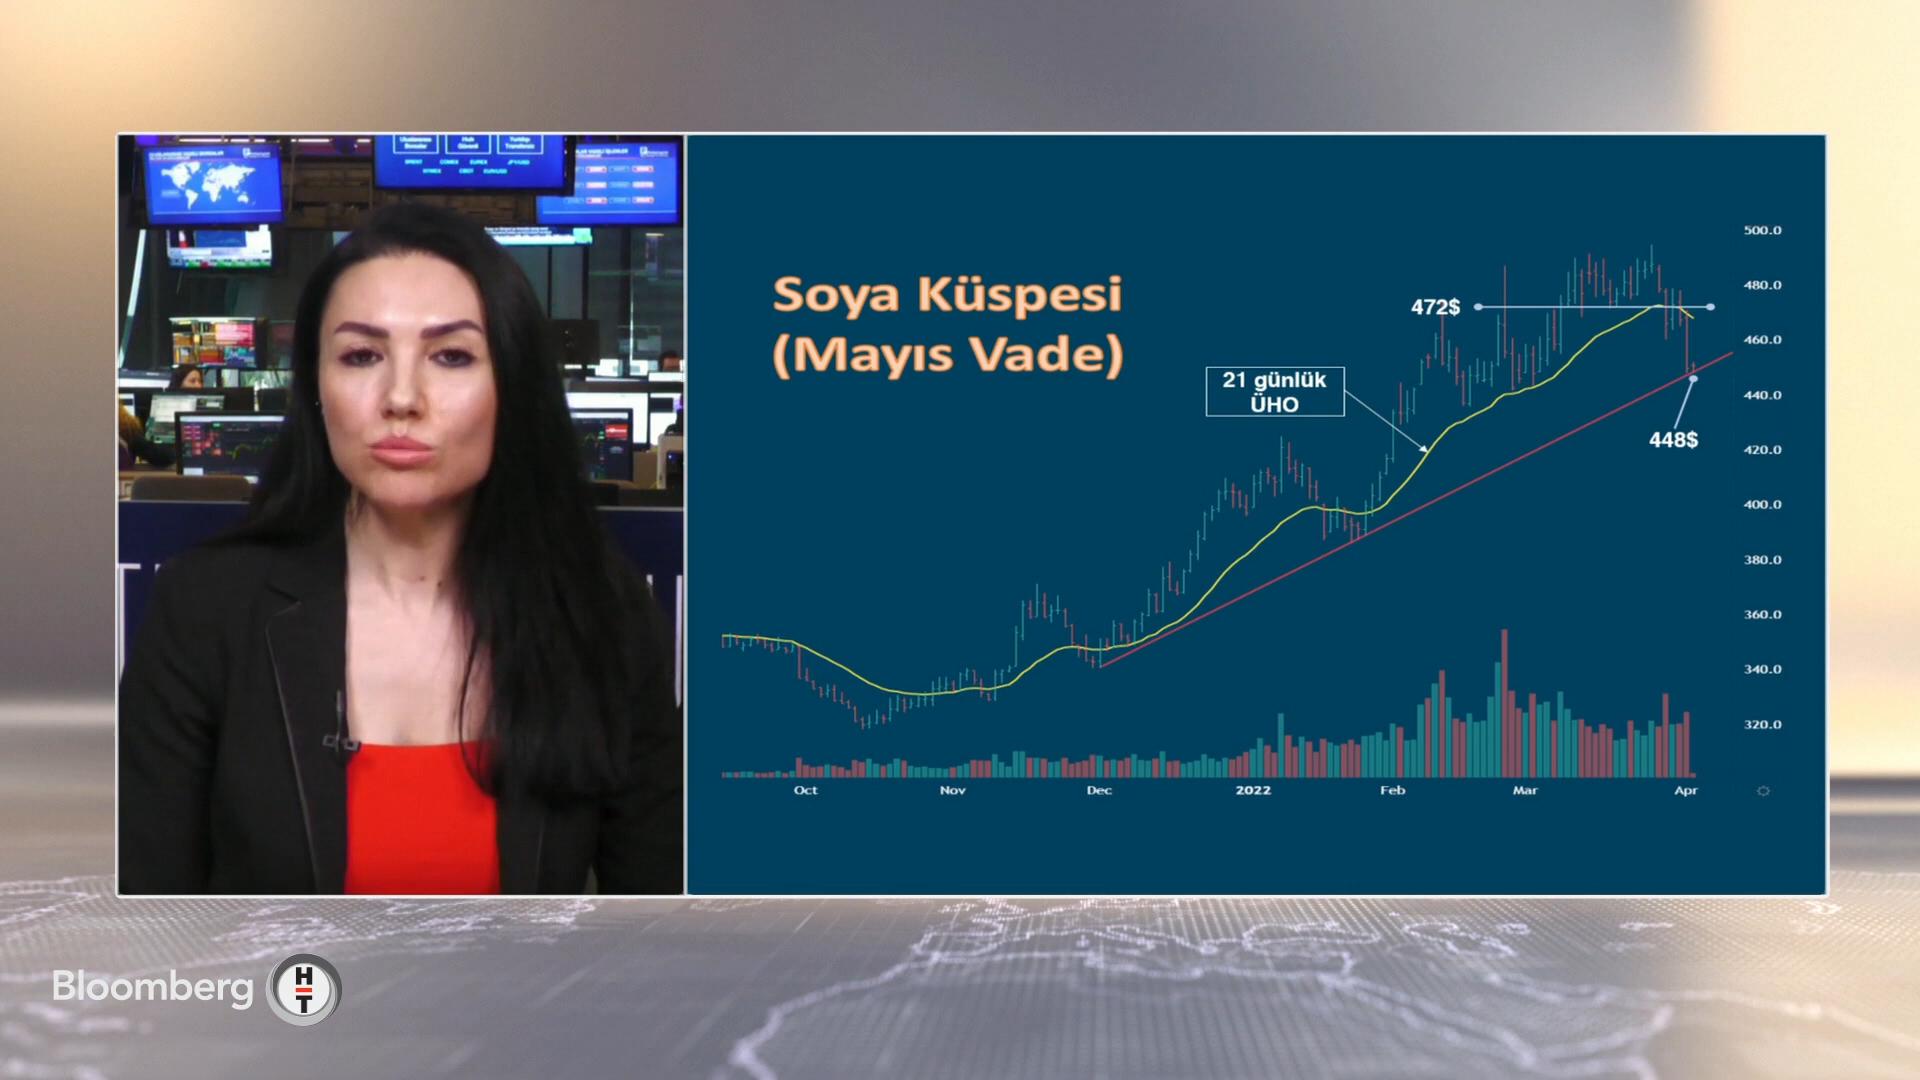 Soya Küspesi
(Mayıs Vade)
472$
21 günlük
ÜHO
448$
500.0
480.0
460.0
440.0
420.0
400.0
380.0
360.0
340.0
320.0
Oct
Nov
Dec
2022
Feb
Mar
Apr
Bloomberg
HT